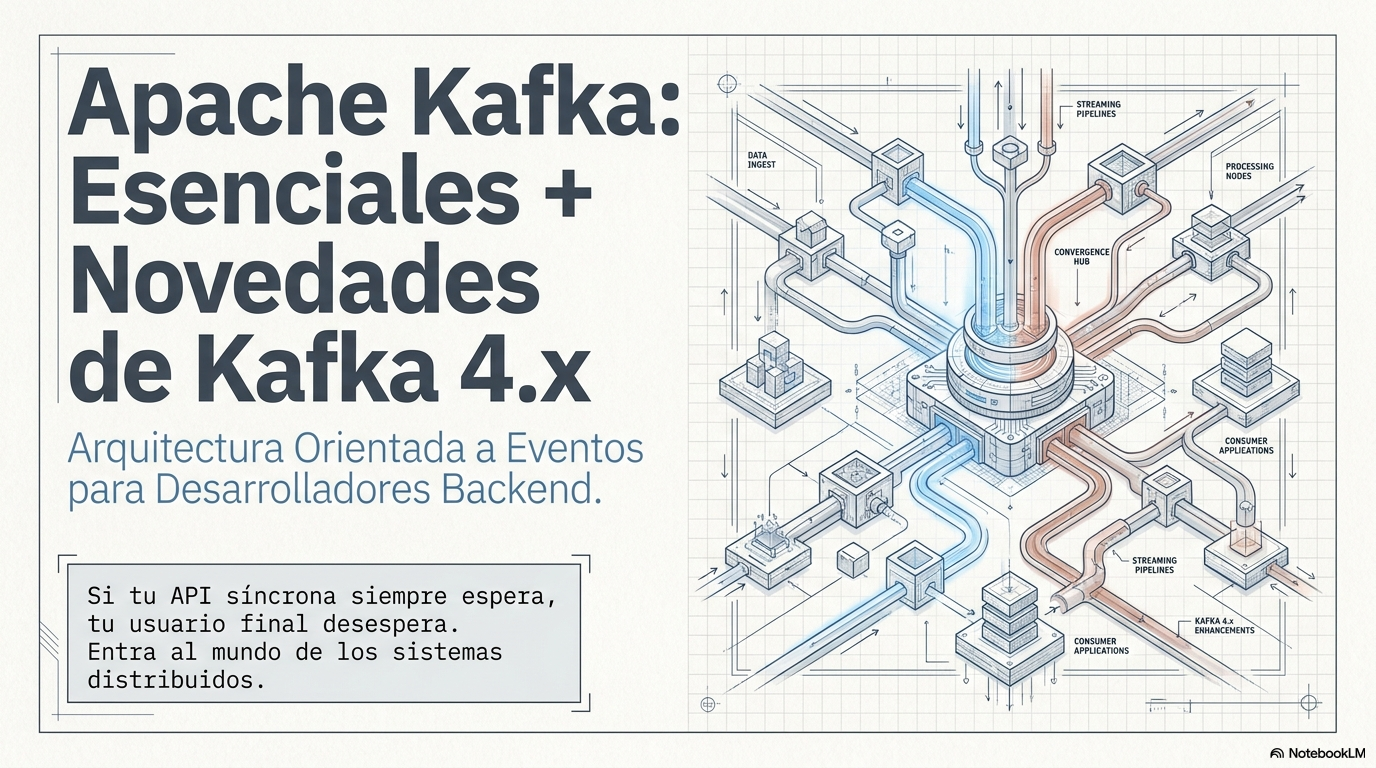 Apache Kafka:
Esenciales +
Novedades
de Kafka 4.x
Arquitectura Orientada a Eventos
para Desarrolladores Backend.
Si tu API síncrona siempre espera,
tu usuario final desespera.
Entra al mundo de los sistemas
distribuidos.
STREAMING
PIPELINES
DATA
INGEST
PROCESSING
NODES
CONVERGENCE
HUB
CONSUMER
APPLICATIONS
STREAMING
PIPELINES
KAFKA 4.x
ENHANCEMENTS
CONSUMER
APPLICATIONS
NotebookLM